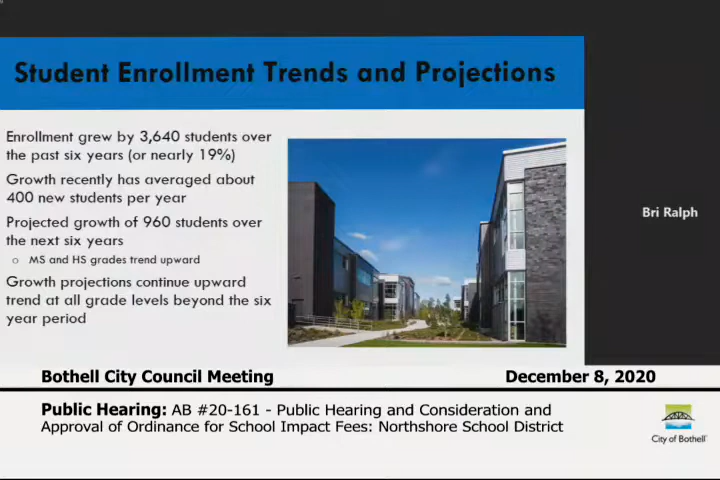 Student Enrollment Trends and Projections
Enrollment grew by 3,640 students over
the past six years (or nearly 19%)
Growth recently has averaged about
400 new students per year
Projected growth of 960 students over
the next six years
○ MS and HS grades trend upward
Growth projections continue upward
trend at all grade levels beyond the six
year period
Bri Ralph
Bothell City Council Meeting December 8, 2020
Public Hearing: AB #20-161 - Public Hearing and Consideration and
Approval of Ordinance for School Impact Fees: Northshore School District
City of Bothell